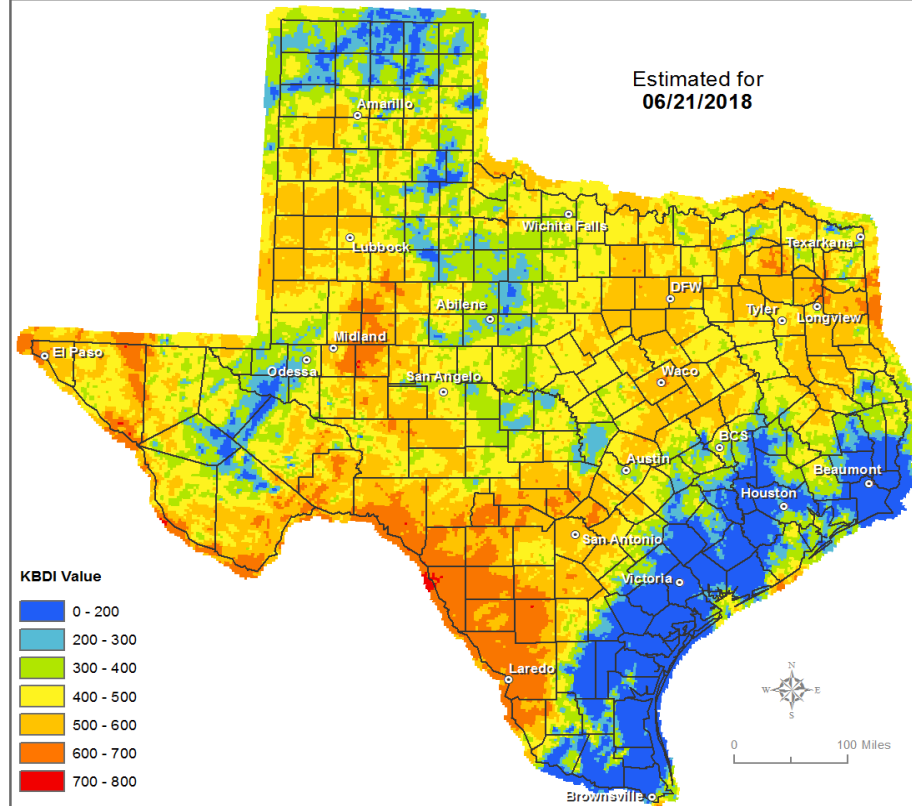 Estimated for
06/21/2018
Amarillo
Wichita Falls
Lubbock
Texarkana
DFW
Abilene
Tyler
Longview
Midland
El Paso
Odessa
San Angelo
Waco
BCS
Austin
Beaumont
Houston
San Antonio
Victoria
Laredo
Brownsville
KBDI Value
0 - 200
200 - 300
300 - 400
400 - 500
500 - 600
600 - 700
700 - 800
N
W E
S
0 100 Miles